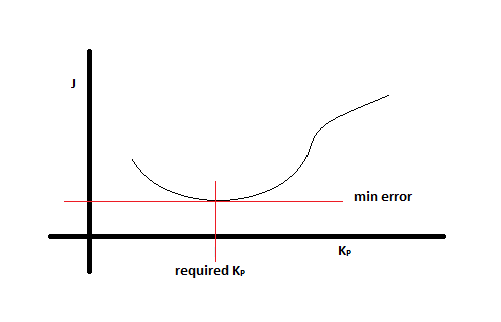 J
min error
Kₚ
required Kₚ